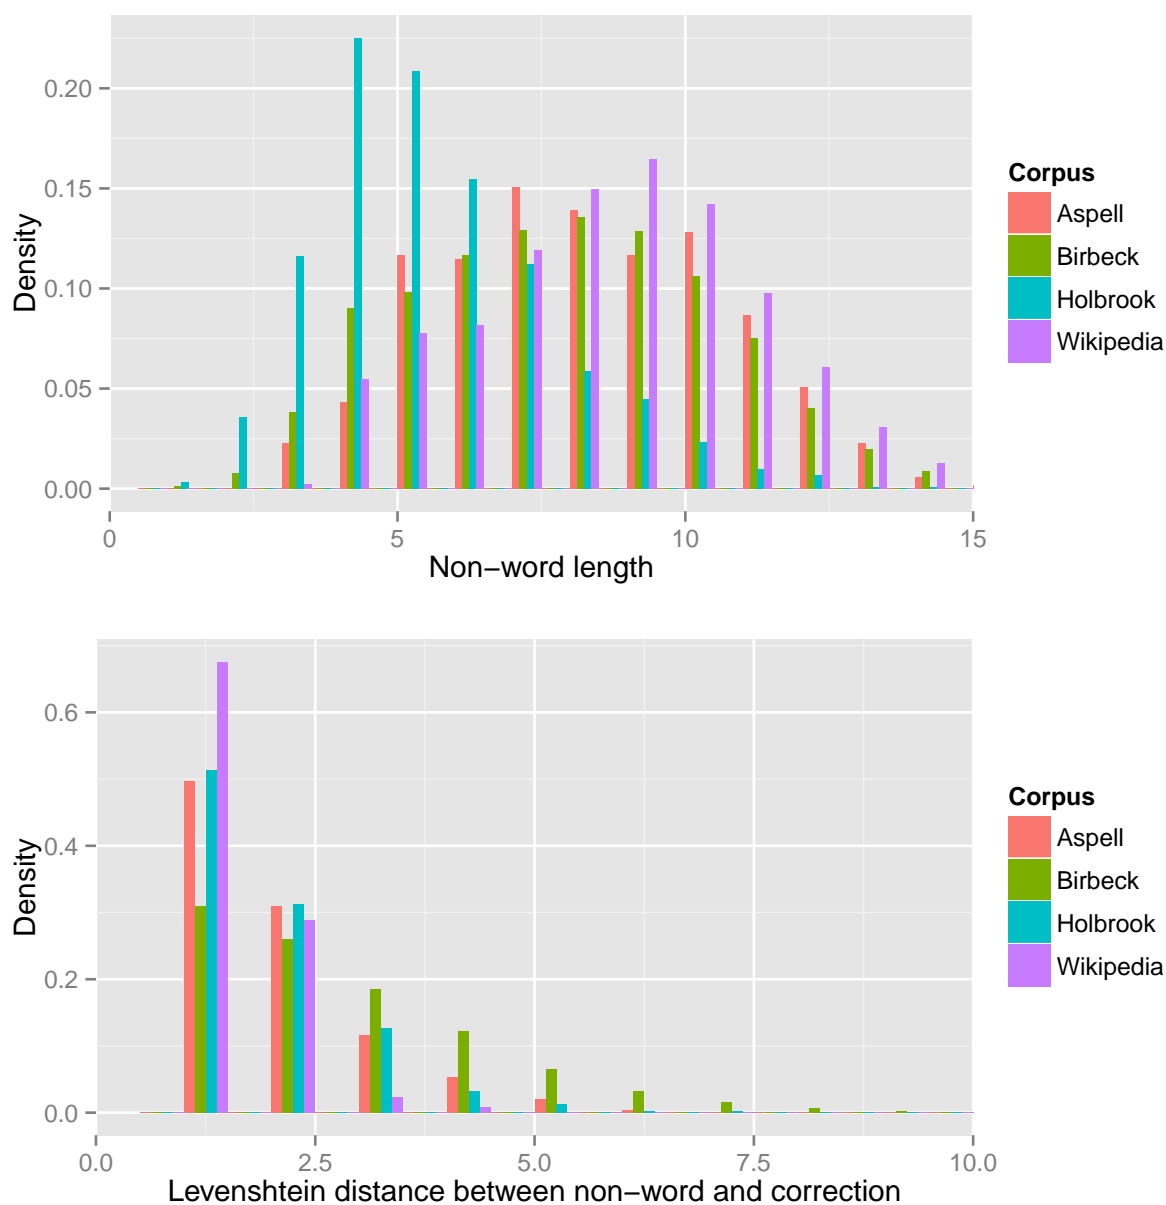 0.20
0.15
0.10
0.05
0.00
Density
0 5 10 15
Non−word length
Corpus
Aspell
Birbeck
Holbrook
Wikipedia
0.6
0.4
0.2
0.0
Density
0.0 2.5 5.0 7.5 10.0
Levenshtein distance between non−word and correction
Corpus
Aspell
Birbeck
Holbrook
Wikipedia